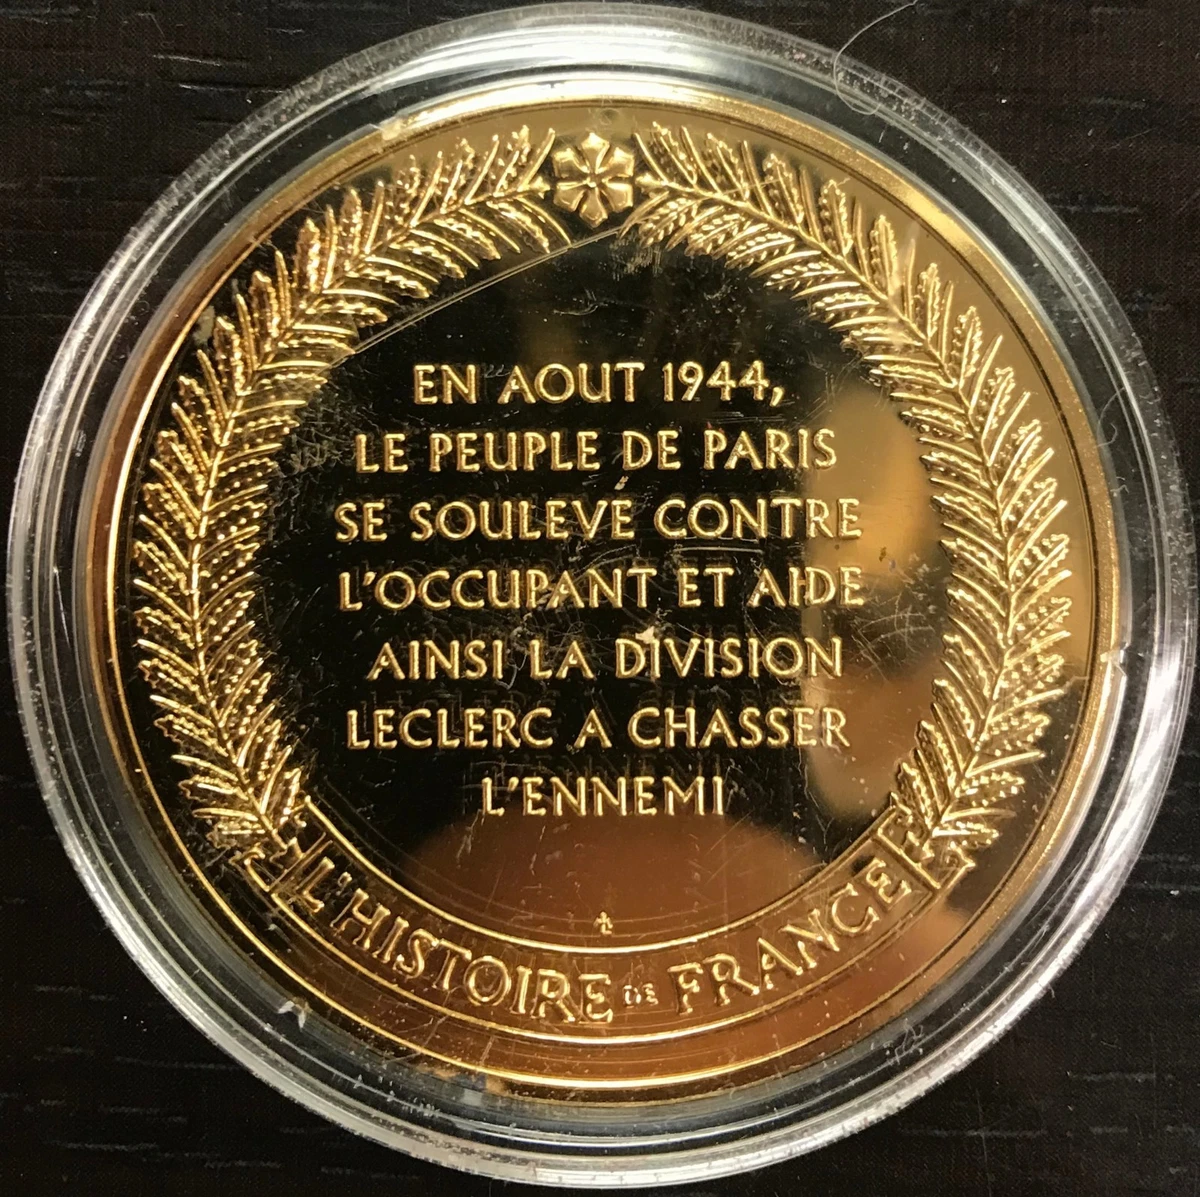 EN AOUT 1944,
LE PEUPLE DE PARIS
SE SOULEVE CONTRE
L'OCCUPANT ET AIDE
AINSI LA DIVISION
LECLERC A CHASSER
L'ENNEMI
L'HISTOIRE DE FRANCE